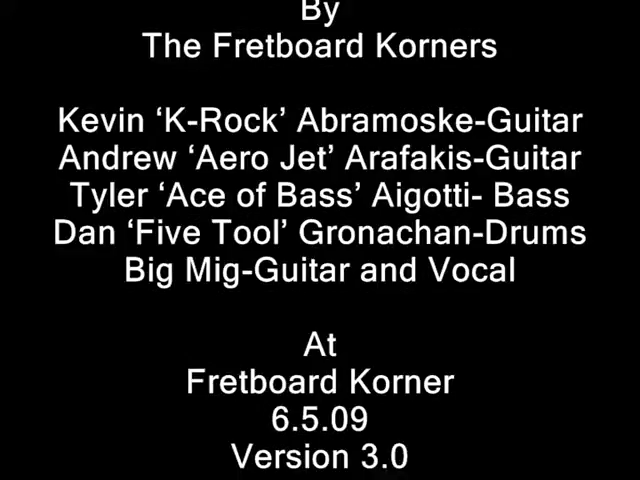 By
The Fretboard Korners
Kevin ‘K-Rock’ Abramoske-Guitar
Andrew ‘Aero Jet’ Arafakis-Guitar
Tyler ‘Ace of Bass’ Aigotti- Bass
Dan ‘Five Tool’ Gronachan-Drums
Big Mig-Guitar and Vocal
At
Fretboard Korner
6.5.09
Version 3.0